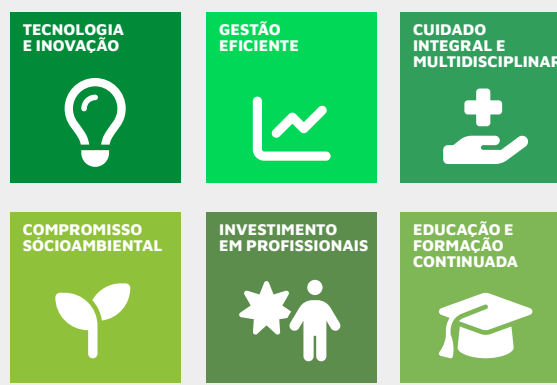 TECNOLOGIA
E INOVAÇÃO
GESTÃO
EFICIENTE
CUIDADO
INTEGRAL E
MULTIDISCIPLINAR
COMPROMISSO
SÓCIOAMBIENTAL
INVESTIMENTO
EM PROFISSIONAIS
EDUCAÇÃO E
FORMAÇÃO
CONTINUADA